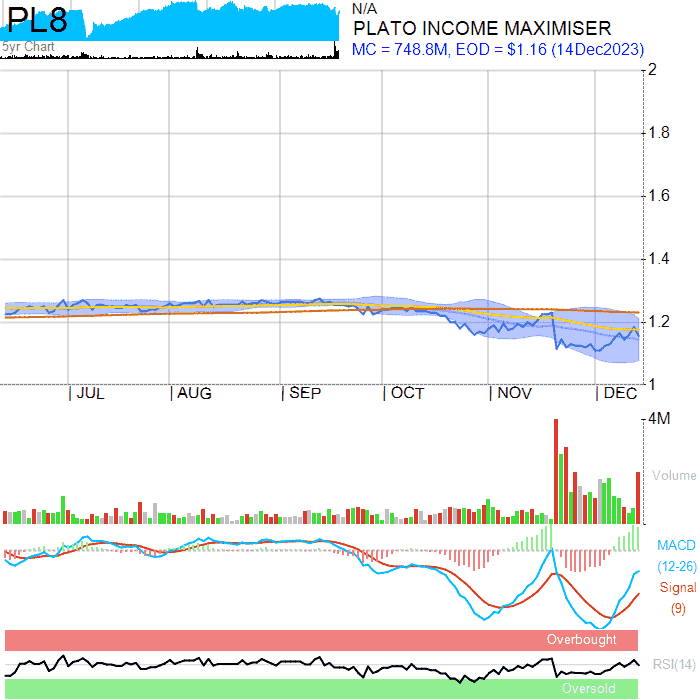 PL8
5yr Chart
N/A
PLATO INCOME MAXIMISER
MC = 748.8M, EOD = $1.16 (14Dec2023)
2
1.8
1.6
1.4
1.2
1
| JUL | AUG | SEP | OCT | NOV | DEC
4M
Volume
MACD
(12-26)
Signal
(9)
Overbought
RSI(14)
Oversold